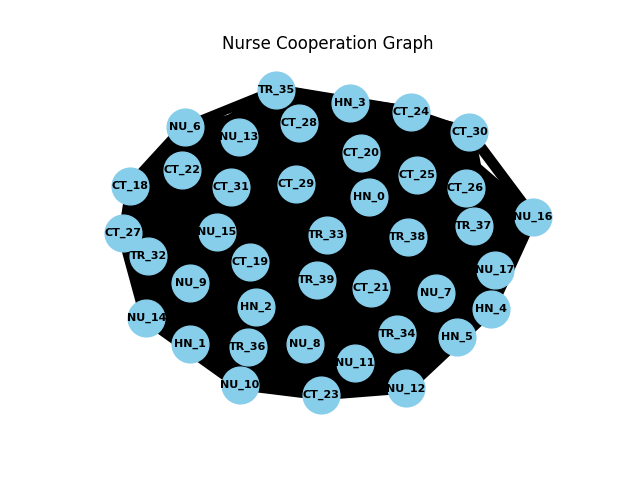 Nurse Cooperation Graph
TR_35
HN_3
CT_24
CT_28
NU_6
NU_13
CT_30
CT_20
CT_22
CT_25
CT_29
CT_18
CT_31
CT_26
HN_0
NU_16
TR_37
NU_15
CT_27
TR_33
TR_38
TR_32
CT_19
NU_17
TR_39
NU_9
CT_21
NU_7
HN_2
HN_4
NU_14
TR_34
HN_5
HN_1
NU_8
TR_36
NU_11
NU_10
NU_12
CT_23